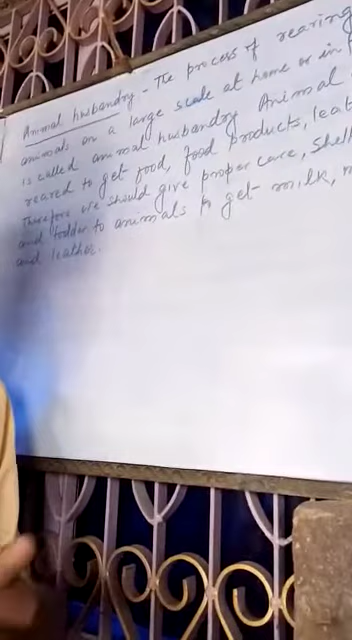 Animal husbandry - The process of rearing
animals on a large scale at home or in
is called animal husbandry Animal
reared to get food, food products, leat
Therefore we should give proper care, Shell
and fodder to animals to get milk,
and leather.